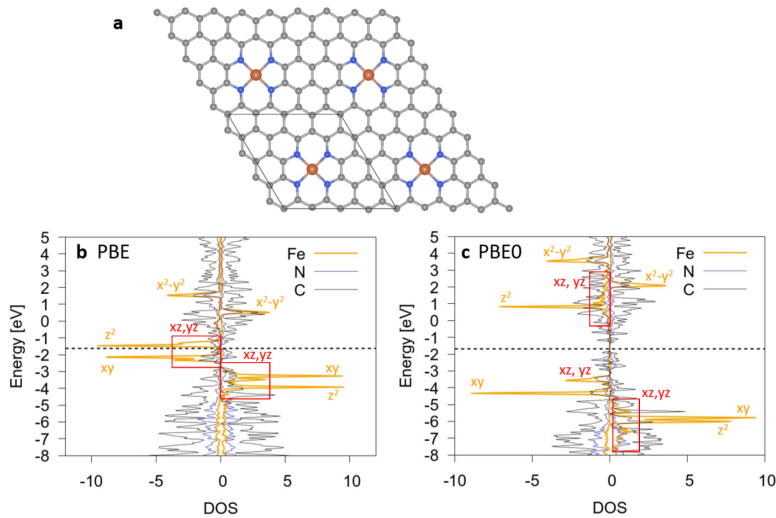 a
b PBE
Fe
N
C
x²-y²
x²-y²
z²
xz,yz
xy
xz,yz
xy
z²
Energy [eV]
5
4
3
2
1
0
-1
-2
-3
-4
-5
-6
-7
-8
-10
-5
0
5
10
DOS
c PBE0
Fe
N
C
x²-y²
xz, yz
x²-y²
z²
xz, yz
xy
xz,yz
xy
z²
Energy [eV]
5
4
3
2
1
0
-1
-2
-3
-4
-5
-6
-7
-8
-10
-5
0
5
10
DOS